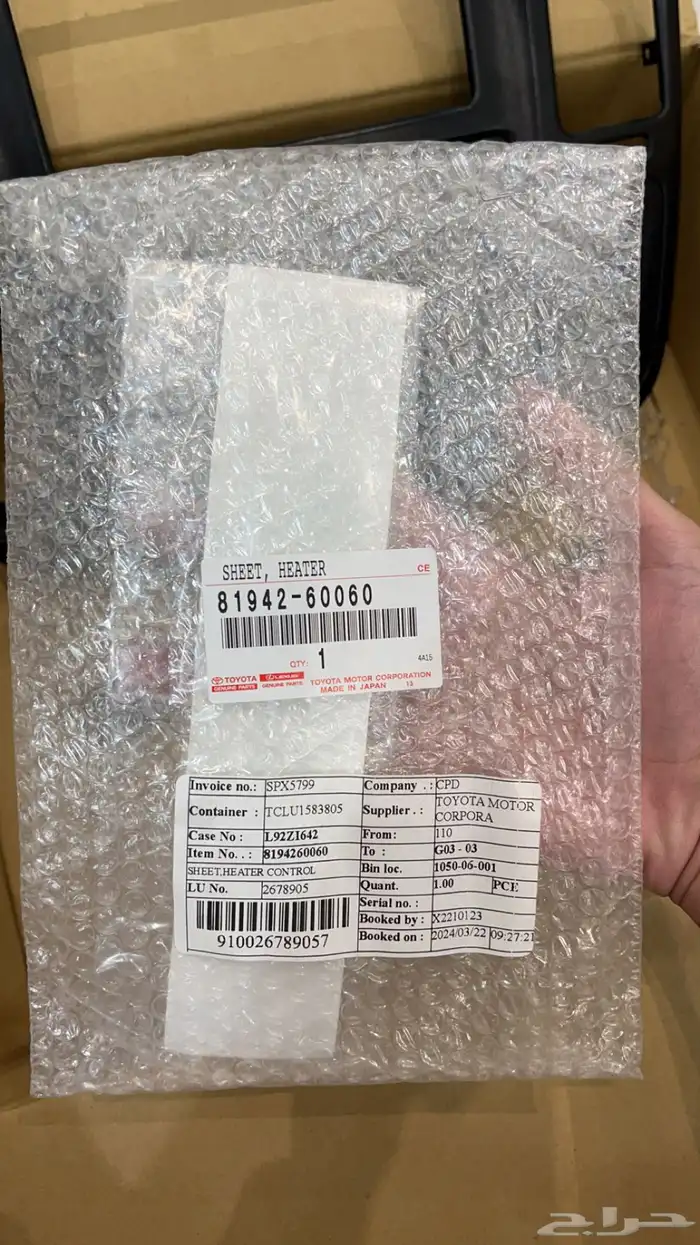 SHEET, HEATER CE
81942-60060
QTY: 1 4A15
TOYOTA LEXUS TOYOTA MOTOR CORPORATION
GENUINE PARTS GENUINE PARTS MADE IN JAPAN 13
Invoice no.: SPX5799 Company . : CPD
Container : TCLU1583805 Supplier . : TOYOTA MOTOR
CORPORA
Case No : L92Z1642 From: 110
Item No. . : 8194260060 To : G03 - 03
SHEET,HEATER CONTROL Bin loc. 1050-06-001
LU No. 2678905 Quant. 1.00 PCE
Serial no. :
910026789057 Booked by : X2210123
Booked on : 2024/03/22 09:27:21
حراج